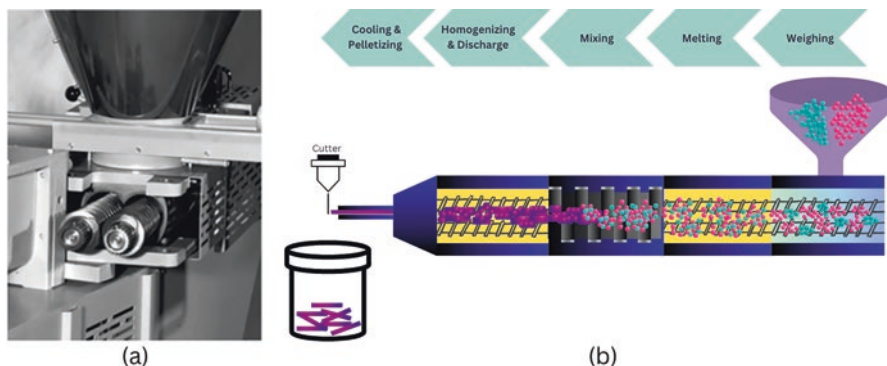 Cooling &
Pelletizing
Homogenizing
& Discharge
Mixing
Melting
Weighing
Cutter
(a)
(b)